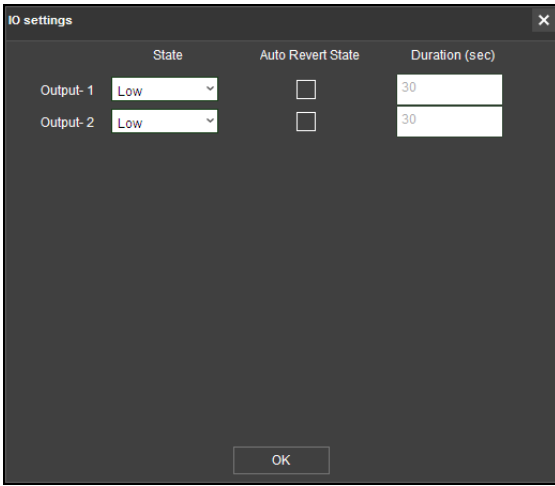 IO settings
State Auto Revert State Duration (sec)
Output- 1 Low 30
Output- 2 Low 30
OK